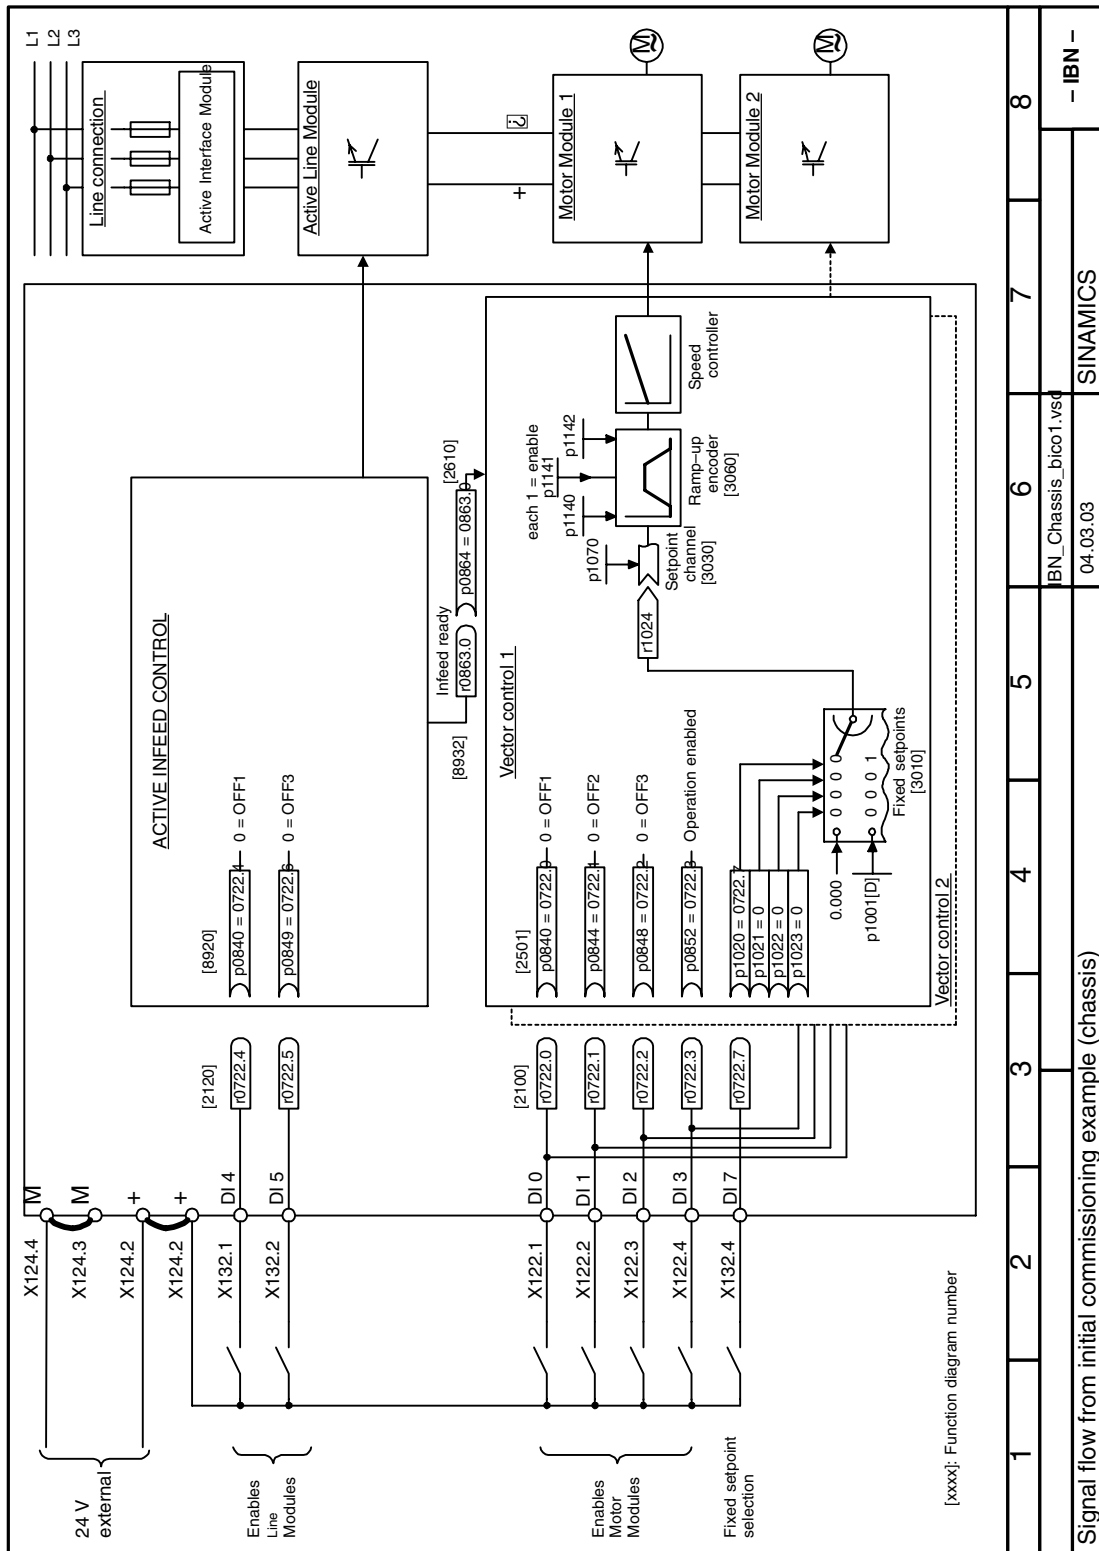 24 V
external
Enables
Line
Modules
Enables
Motor
Modules
Fixed setpoint
selection
[xxxx]: Function diagram number
X124.4
X124.3
X124.2
X124.2
X132.1
X132.2
X122.1
X122.2
X122.3
X122.4
X132.4
M
M
+
+
DI 4
DI 5
DI 0
DI 1
DI 2
DI 3
DI 7
[2120]
r0722.4
r0722.5
[2100]
r0722.0
r0722.1
r0722.2
r0722.3
r0722.7
ACTIVE INFEED CONTROL
[8920]
p0840 = 0722.4
0 = OFF1
p0849 = 0722.
0 = OFF3
[8932]
Infeed ready
r0863.0
p0864 = 0863.
[2610]
Vector control 1
[2501]
p0840 = 0722.
0 = OFF1
p0844 = 0722.
0 = OFF2
p0848 = 0722.
0 = OFF3
p0852 = 0722.
Operation enabled
p1020 = 0722.
p1021 = 0
p1022 = 0
p1023 = 0
0.000
p1001[D]
0 0 0 0
0 0 0 1
Fixed setpoints
[3010]
r1024
p1070
Setpoint
channel
[3030]
each 1 = enable
p1140
p1141
p1142
Ramp-up
encoder
[3060]
Speed
controller
Vector control 2
L1
L2
L3
Line connection
Active Interface Module
Active Line Module
+
Motor Module 1
M
Motor Module 2
M
1 2 3 4 5 6 7 8
Signal flow from initial commissioning example (chassis)
IBN_Chassis_bico1.vsd
04.03.03
SINAMICS
– IBN –